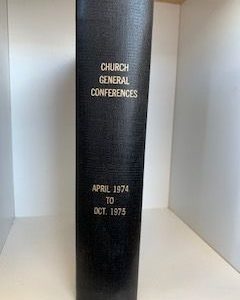 CHURCH
GENERAL
CONFERENCES
APRIL 1974
TO
OCT. 1975